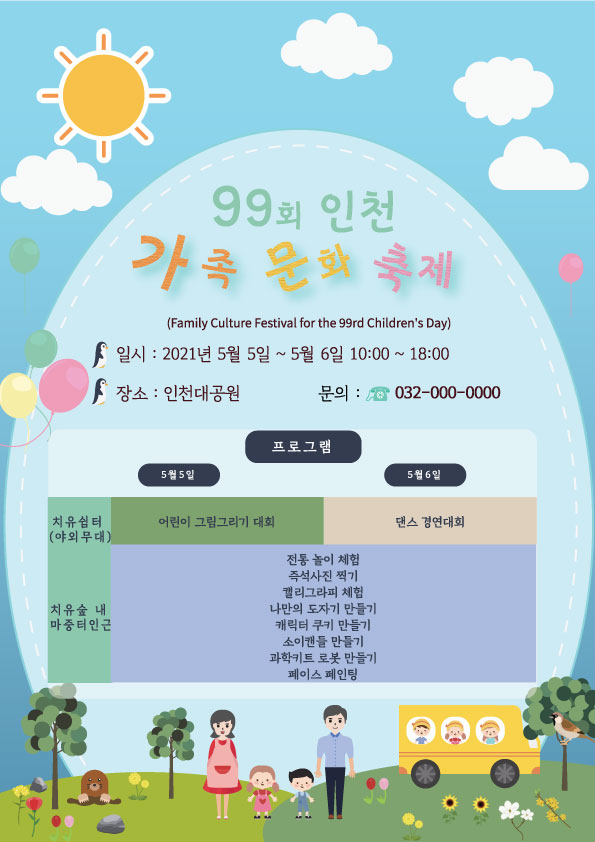 99회 인천
가족 문화 축제
(Family Culture Festival for the 99rd Children's Day)
일시 : 2021년 5월 5일 ~ 5월 6일 10:00 ~ 18:00
장소 : 인천대공원 문의 : 032-000-0000
프로그램
5월5일 5월6일
치유쉼터
(야외무대)
어린이 그림그리기 대회 댄스 경연대회
치유숲 내
마중터인근
전통 놀이 체험
즉석사진 찍기
캘리그라피 체험
나만의 도자기 만들기
캐릭터 쿠키 만들기
소이캔들 만들기
과학키트 로봇 만들기
페이스 페인팅